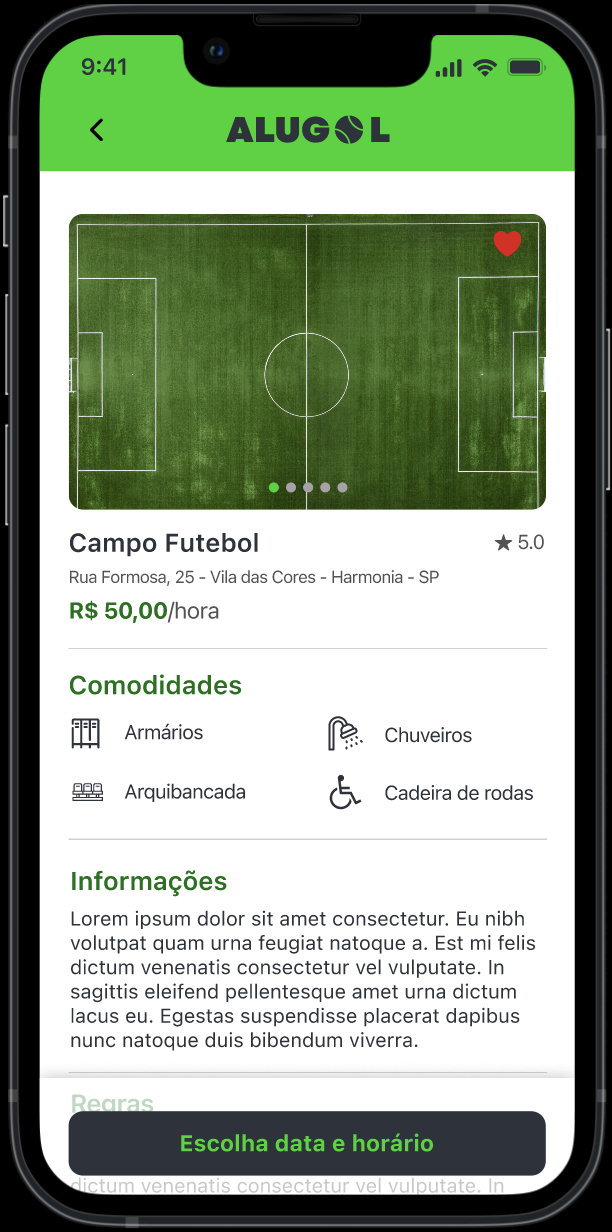 9:41
ALUGOL
Campo Futebol
★ 5.0
Rua Formosa, 25 - Vila das Cores - Harmonia - SP
R$ 50,00/hora
Comodidades
Armários
Chuveiros
Arquibancada
Cadeira de rodas
Informações
Lorem ipsum dolor sit amet consectetur. Eu nibh
volutpat quam urna feugiat natoque a. Est mi felis
dictum venenatis consectetur vel vulputate. In
sagittis eleifend pellentesque amet urna dictum
lacus eu. Egestas suspendisse placerat dapibus
nunc natoque duis bibendum viverra.
Regras
Escolha data e horário
dictum venenatis consectetur vel vulputate. In